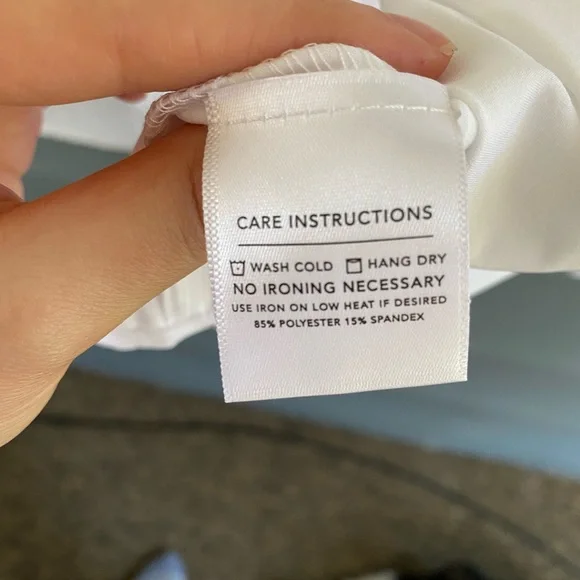 CARE INSTRUCTIONS
WASH COLD HANG DRY
NO IRONING NECESSARY
USE IRON ON LOW HEAT IF DESIRED
85% POLYESTER 15% SPANDEX